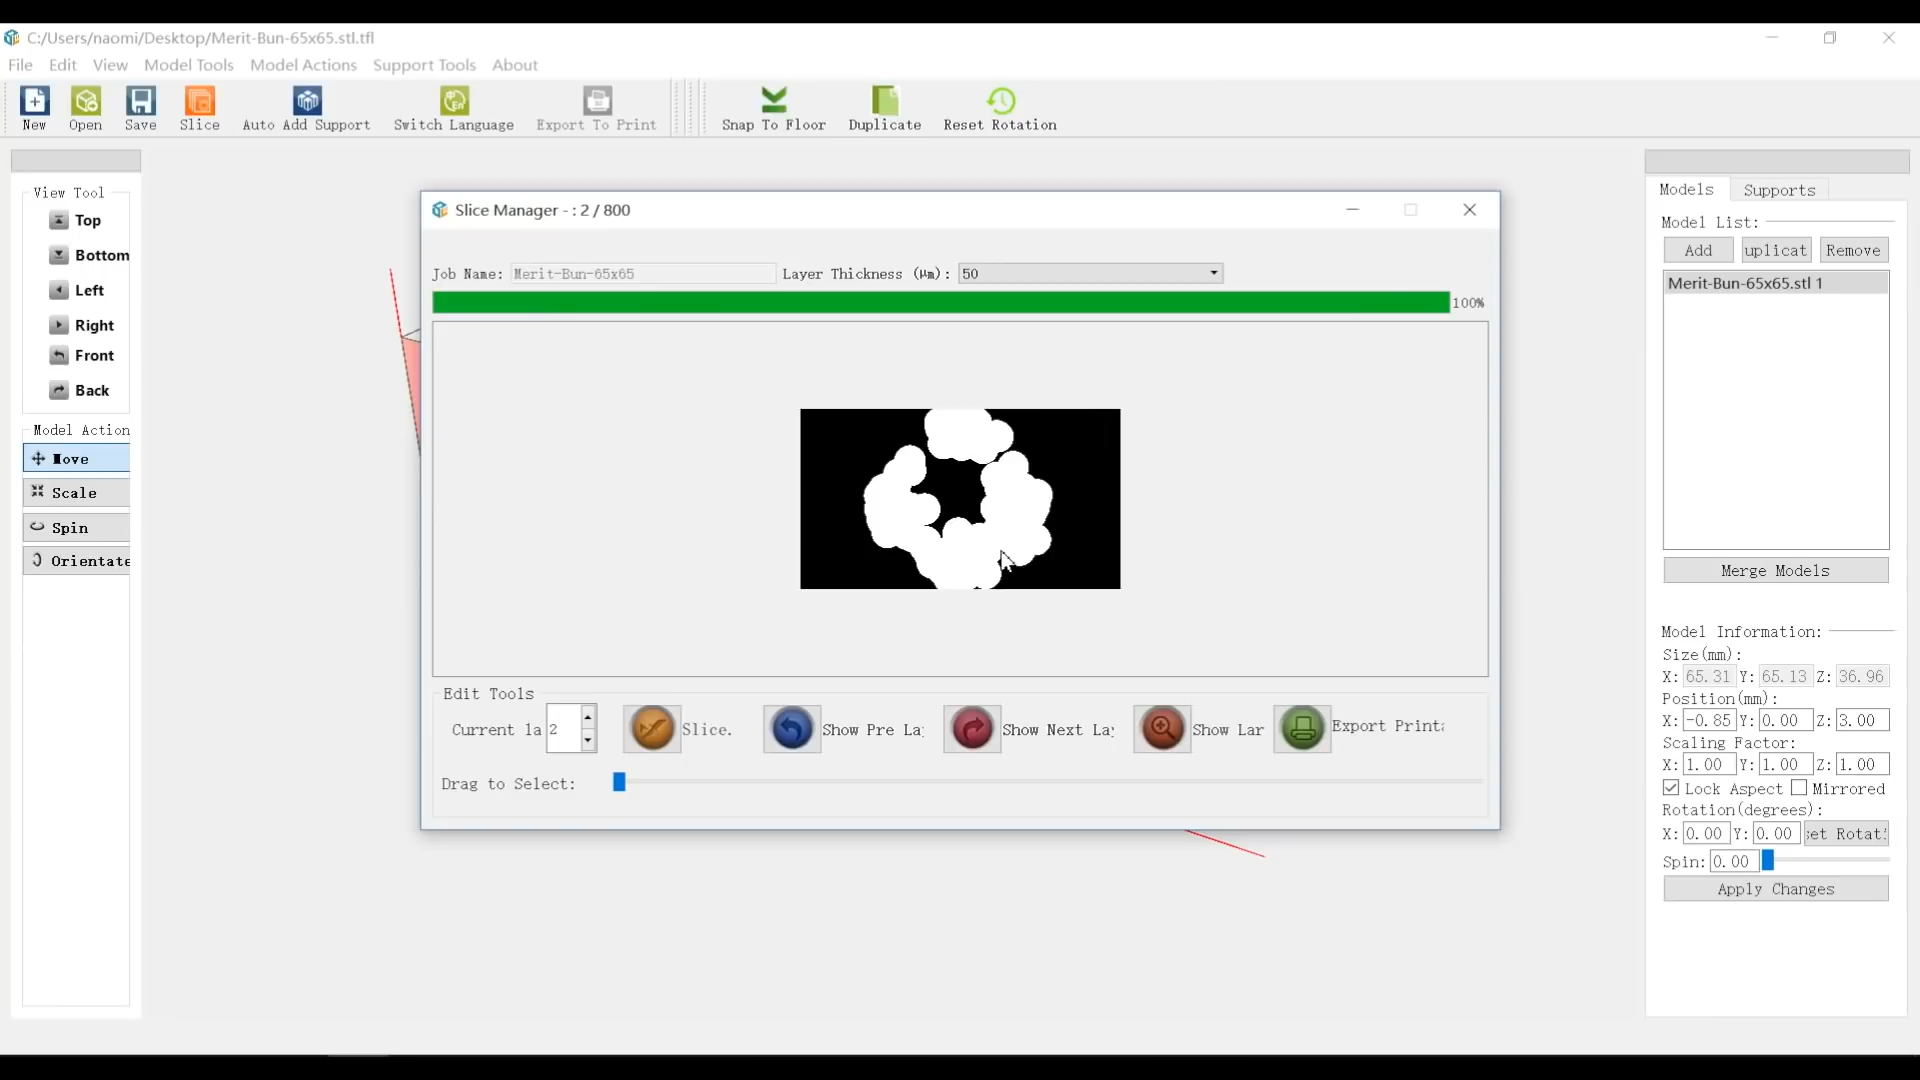 C:/Users/naomi/Desktop/Merit-Bun-65x65.stl.tfl
File Edit View Model Tools Model Actions Support Tools About
New Open Save Slice Auto Add Support Switch Language Export To Print Snap To Floor Duplicate Reset Rotation
View Tool
Top
Bottom
Left
Right
Front
Back
Model Action
Move
Scale
Spin
Orientate
Slice Manager - : 2 / 800
Job Name: Merit-Bun-65x65 Layer Thickness (μm): 50
100%
Edit Tools
Current la 2 Slice. Show Pre La Show Next La Show Lar Export Print
Drag to Select:
Models Supports
Model List:
Add uplicat Remove
Merit-Bun-65x65.stl 1
Merge Models
Model Information:
Size(mm):
X: 65.31 Y: 65.13 Z: 36.96
Position(mm):
X: -0.85 Y: 0.00 Z: 3.00
Scaling Factor:
X: 1.00 Y: 1.00 Z: 1.00
Lock Aspect Mirrored
Rotation(degrees):
X: 0.00 Y: 0.00 et Rotat
Spin: 0.00
Apply Changes